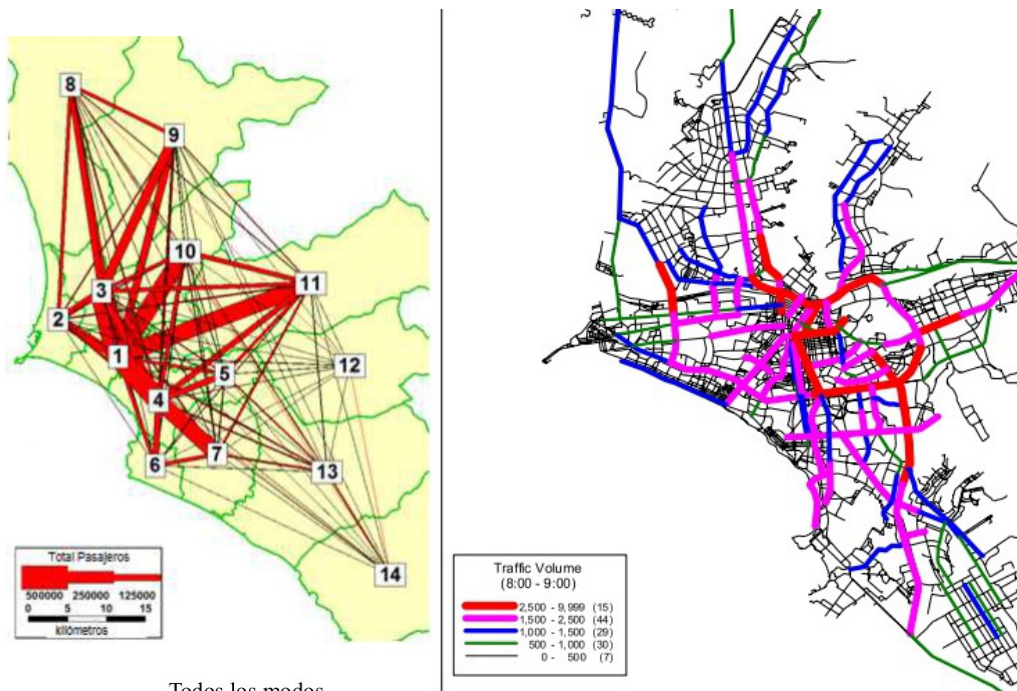 8
9
10
3
11
2
1
12
5
4
6
7
13
14
Total Pasajeros
500000 250000 125000
0 5 10 15
kilómetros
Todos los modos
Traffic Volume
(8:00 - 9:00)
2,500 - 9,999 (15)
1,500 - 2,500 (44)
1,000 - 1,500 (29)
500 - 1,000 (30)
0 - 500 (7)